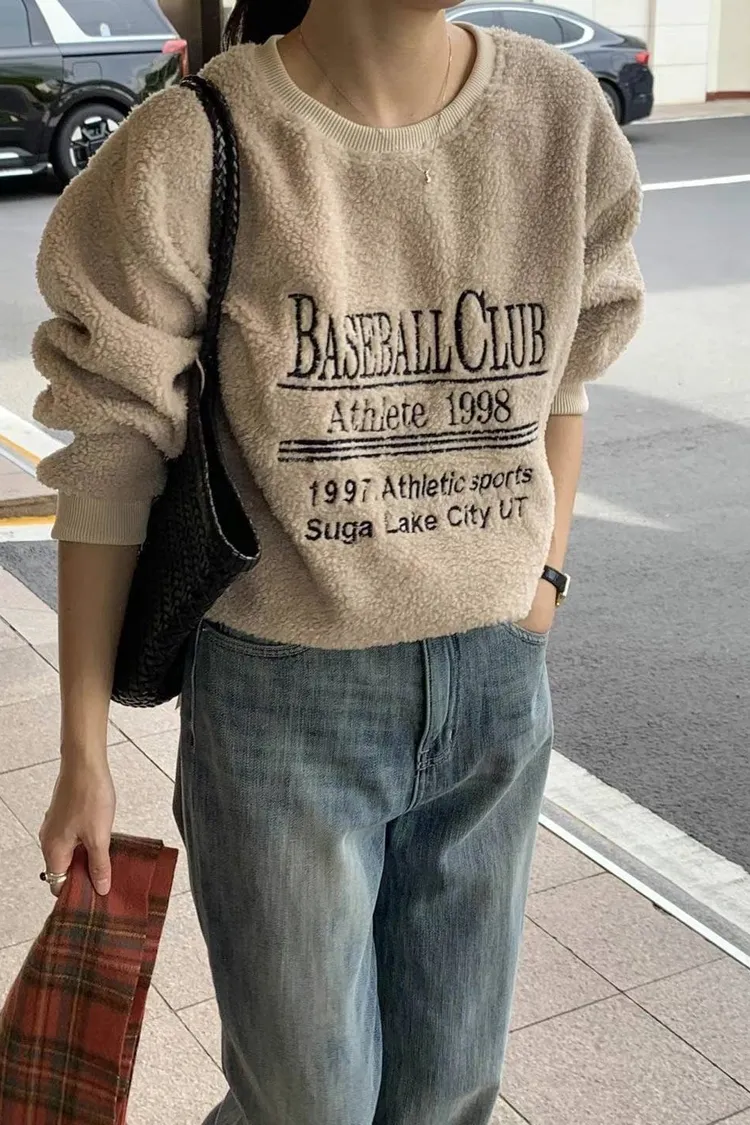 BASEBALL CLUB
Athlete 1998
1997 Athletic sports
Suga Lake City UT